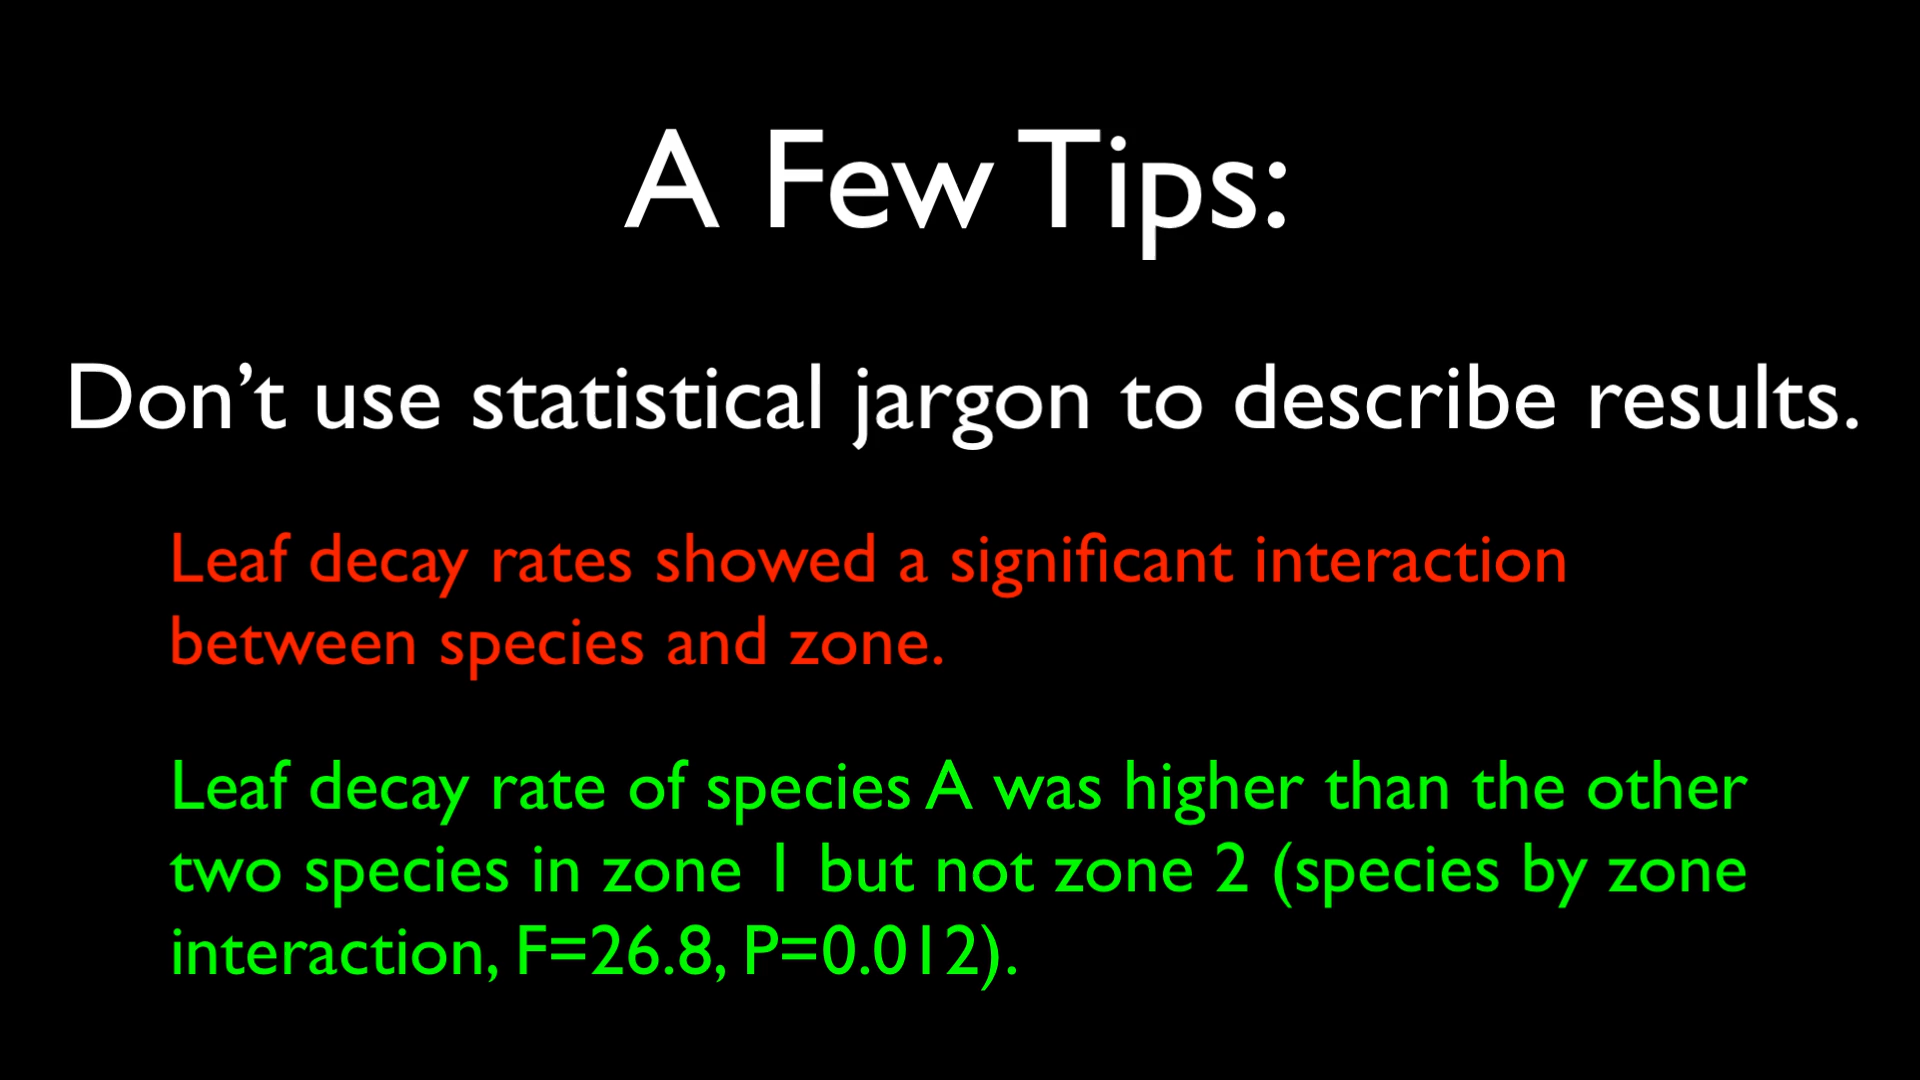 A Few Tips:
Don’t use statistical jargon to describe results.
Leaf decay rates showed a significant interaction
between species and zone.
Leaf decay rate of species A was higher than the other
two species in zone 1 but not zone 2 (species by zone
interaction, F=26.8, P=0.012).